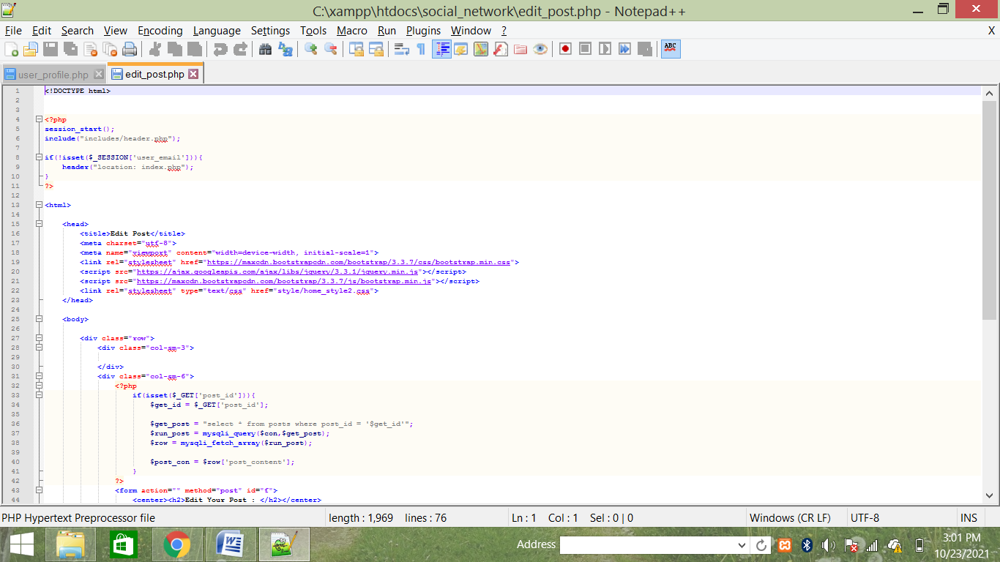 C:\xampp\htdocs\social_network\edit_post.php - Notepad++
File Edit Search View Encoding Language Settings Tools Macro Run Plugins Window ? X
ABC
user_profile.php edit_post.php
1 <!DOCTYPE html>
2
3
4 <?php
5 session_start();
6 include("includes/header.php");
7
8 if(!isset($_SESSION['user_email'])){
9 header("location: index.php");
10 }
11 ?>
12
13 <html>
14
15 <head>
16 <title>Edit Post</title>
17 <meta charset="utf-8">
18 <meta name="viewport" content="width=device-width, initial-scale=1">
19 <link rel="stylesheet" href="https://maxcdn.bootstrapcdn.com/bootstrap/3.3.7/css/bootstrap.min.css">
20 <script src="https://ajax.googleapis.com/ajax/libs/jquery/3.3.1/jquery.min.js"></script>
21 <script src="https://maxcdn.bootstrapcdn.com/bootstrap/3.3.7/js/bootstrap.min.js"></script>
22 <link rel="stylesheet" type="text/css" href="style/home_style2.css">
23 </head>
24
25 <body>
26
27 <div class="row">
28 <div class="col-sm-3">
29
30 </div>
31 <div class="col-sm-6">
32 <?php
33 if(isset($_GET['post_id'])){
34 $get_id = $_GET['post_id'];
35
36 $get_post = "select * from posts where post_id = '$get_id'";
37 $run_post = mysqli_query($con,$get_post);
38 $row = mysqli_fetch_array($run_post);
39
40 $post_con = $row['post_content'];
41 }
42 ?>
43 <form action="" method="post" id="f">
44 <center><h2>Edit Your Post : </h2></center>
PHP Hypertext Preprocessor file length : 1,969 lines : 76 Ln : 1 Col : 1 Sel : 0 | 0 Windows (CR LF) UTF-8 INS
Address
3:01 PM
10/23/2021